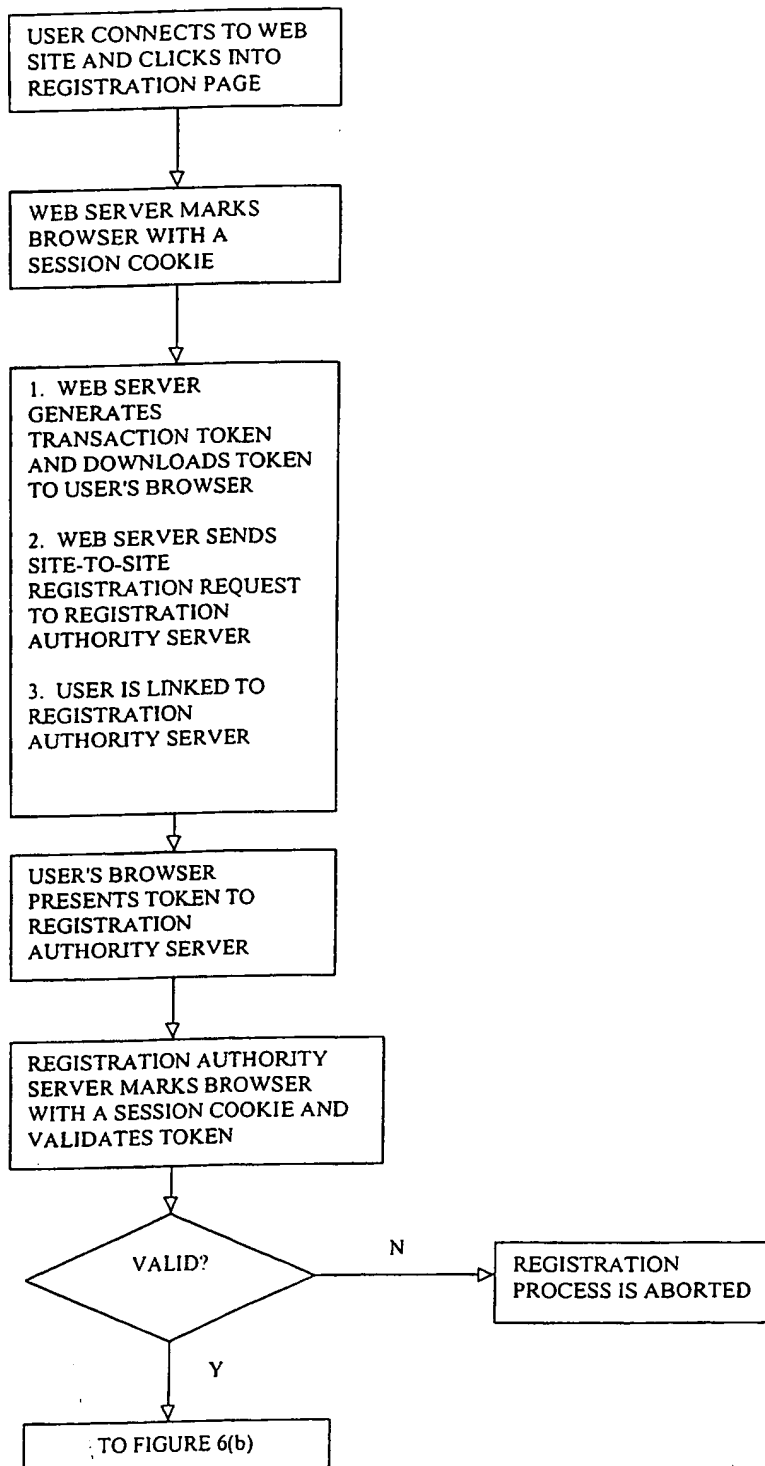 USER CONNECTS TO WEB
SITE AND CLICKS INTO
REGISTRATION PAGE
WEB SERVER MARKS
BROWSER WITH A
SESSION COOKIE
1. WEB SERVER
GENERATES
TRANSACTION TOKEN
AND DOWNLOADS TOKEN
TO USER'S BROWSER
2. WEB SERVER SENDS
SITE-TO-SITE
REGISTRATION REQUEST
TO REGISTRATION
AUTHORITY SERVER
3. USER IS LINKED TO
REGISTRATION
AUTHORITY SERVER
USER'S BROWSER
PRESENTS TOKEN TO
REGISTRATION
AUTHORITY SERVER
REGISTRATION AUTHORITY
SERVER MARKS BROWSER
WITH A SESSION COOKIE AND
VALIDATES TOKEN
VALID?
N
REGISTRATION
PROCESS IS ABORTED
Y
TO FIGURE 6(b)